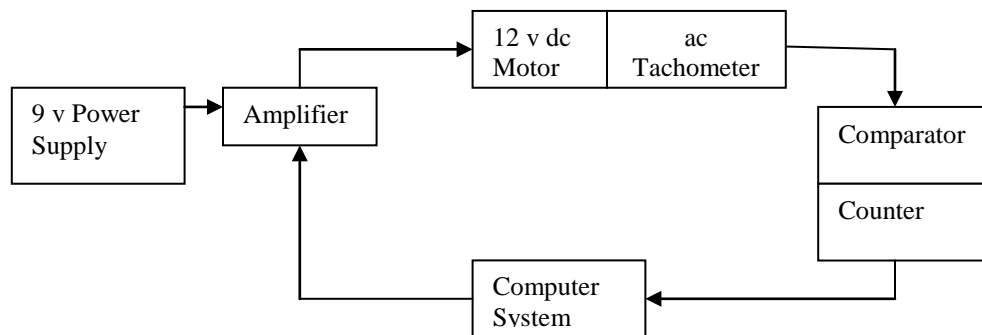 12 v dc
Motor
ac
Tachometer
9 v Power
Supply
Amplifier
Comparator
Counter
Computer
System